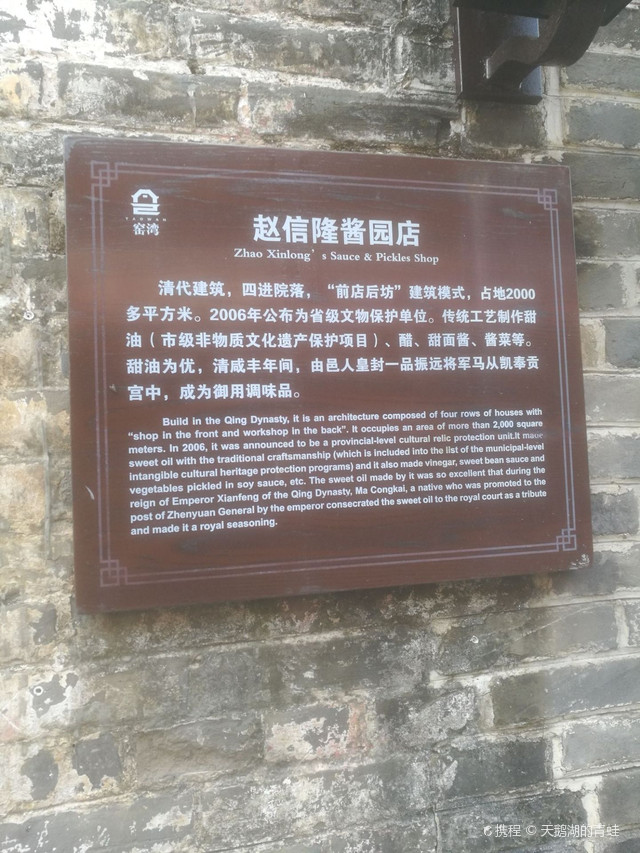 YAOWAN
窑湾
赵信隆酱园店
Zhao Xinlong's Sauce & Pickles Shop
清代建筑，四进院落，“前店后坊”建筑模式，占地2000
多平方米。2006年公布为省级文物保护单位。传统工艺制作甜
油（市级非物质文化遗产保护项目）、醋、甜面酱、酱菜等。
甜油为优，清咸丰年间，由邑人皇封一品振远将军马从凯奉贡
宫中，成为御用调味品。
Build in the Qing Dynasty, it is an architecture composed of four rows of houses with
“shop in the front and workshop in the back”. It occupies an area of more than 2,000 square
meters. In 2006, it was announced to be a provincial-level cultural relic protection unit.It made
sweet oil with the traditional craftsmanship (which is included into the list of the municipal-level
intangible cultural heritage protection programs) and it also made vinegar, sweet bean sauce and
vegetables pickled in soy sauce, etc. The sweet oil made by it was so excellent that during the
reign of Emperor Xianfeng of the Qing Dynasty, Ma Congkai, a native who was promoted to the
post of Zhenyuan General by the emperor consecrated the sweet oil to the royal court as a tribute
and made it a royal seasoning.
携程 © 天鹅湖的青蛙